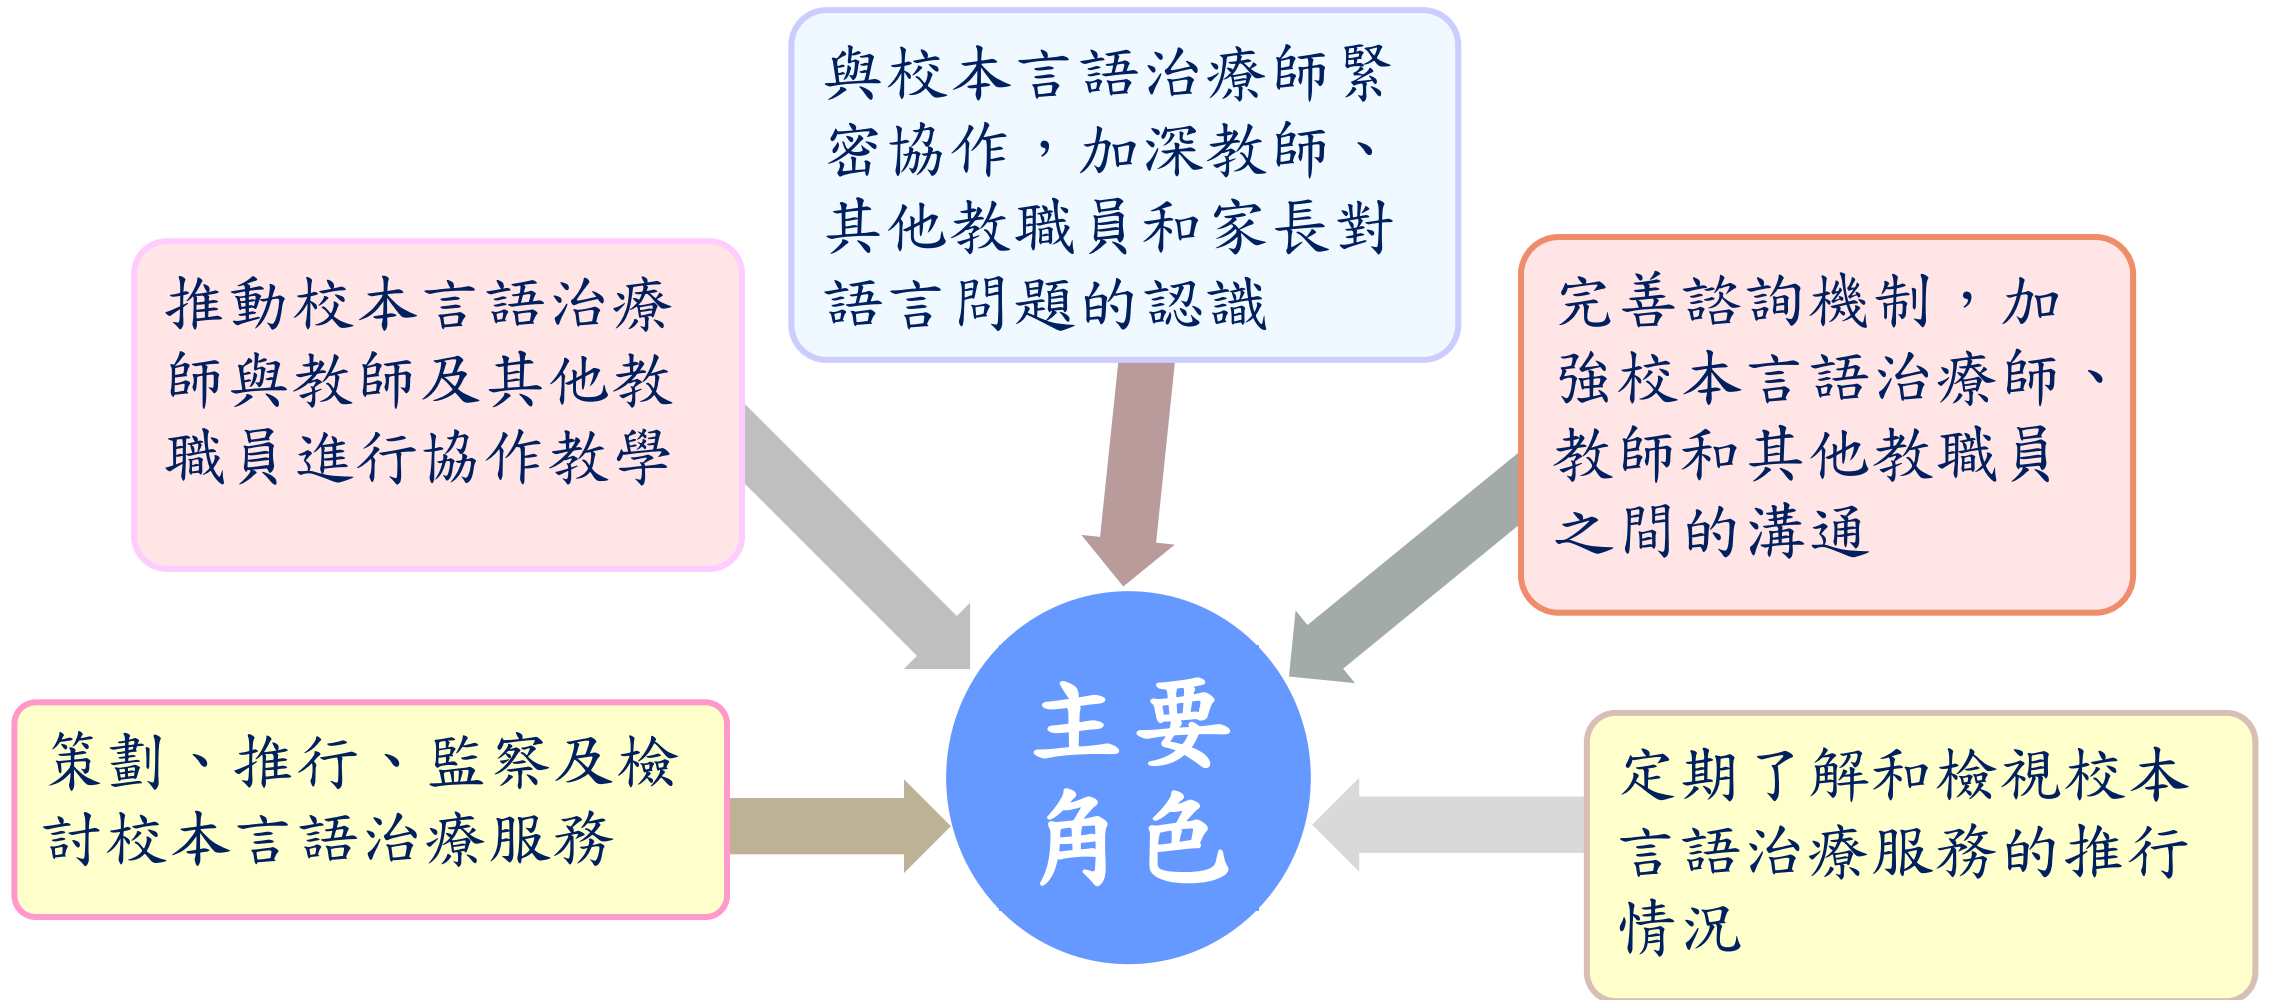 與校本言語治療師緊
密協作，加深教師、
其他教職員和家長對
語言問題的認識
推動校本言語治療
師與教師及其他教
職員進行協作教學
完善諮詢機制，加
強校本言語治療師、
教師和其他教職員
之間的溝通
策劃、推行、監察及檢
討校本言語治療服務
主要
角色
定期了解和檢視校本
言語治療服務的推行
情況